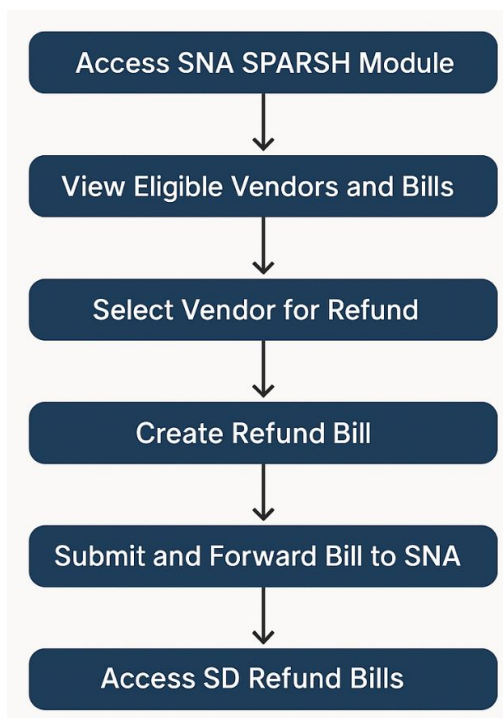 Access SNA SPARSH Module
View Eligible Vendors and Bills
Select Vendor for Refund
Create Refund Bill
Submit and Forward Bill to SNA
Access SD Refund Bills